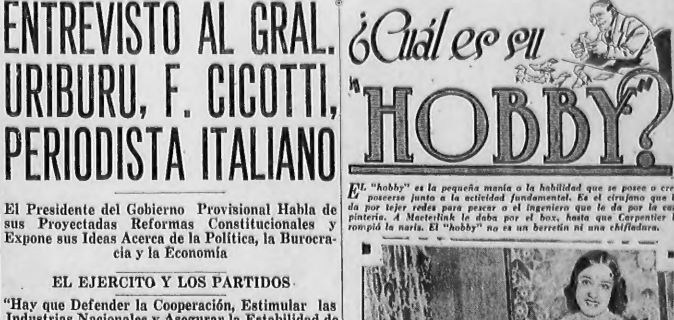 ENTREVISTO AL GRAL.
URIBURU, F. CICOTTI,
PERIODISTA ITALIANO
El Presidente del Gobierno Provisional Habla de
sus Proyectadas Reformas Constitucionales y
Expone sus Ideas Acerca de la Política, la Burocra-
cia y la Economía
EL EJERCITO Y LOS PARTIDOS
"Hay que Defender la Cooperación, Estimular las
Industrias Nacionales y Asegurar la Estabilidad de
¿Cuál es su
"HOBBY"?
EL "hobby" es la pequeña manía o la habilidad que se posee o cre
poseerse junto a la actividad fundamental. Es el cirujano que
da por tejer redes para pescar o el ingeniero que le da por la ca
pintería. A Macterlink le daba por el box, hasta que Carpentier
rompió la nariz. El "hobby" no es un berretín ni una chifladura.